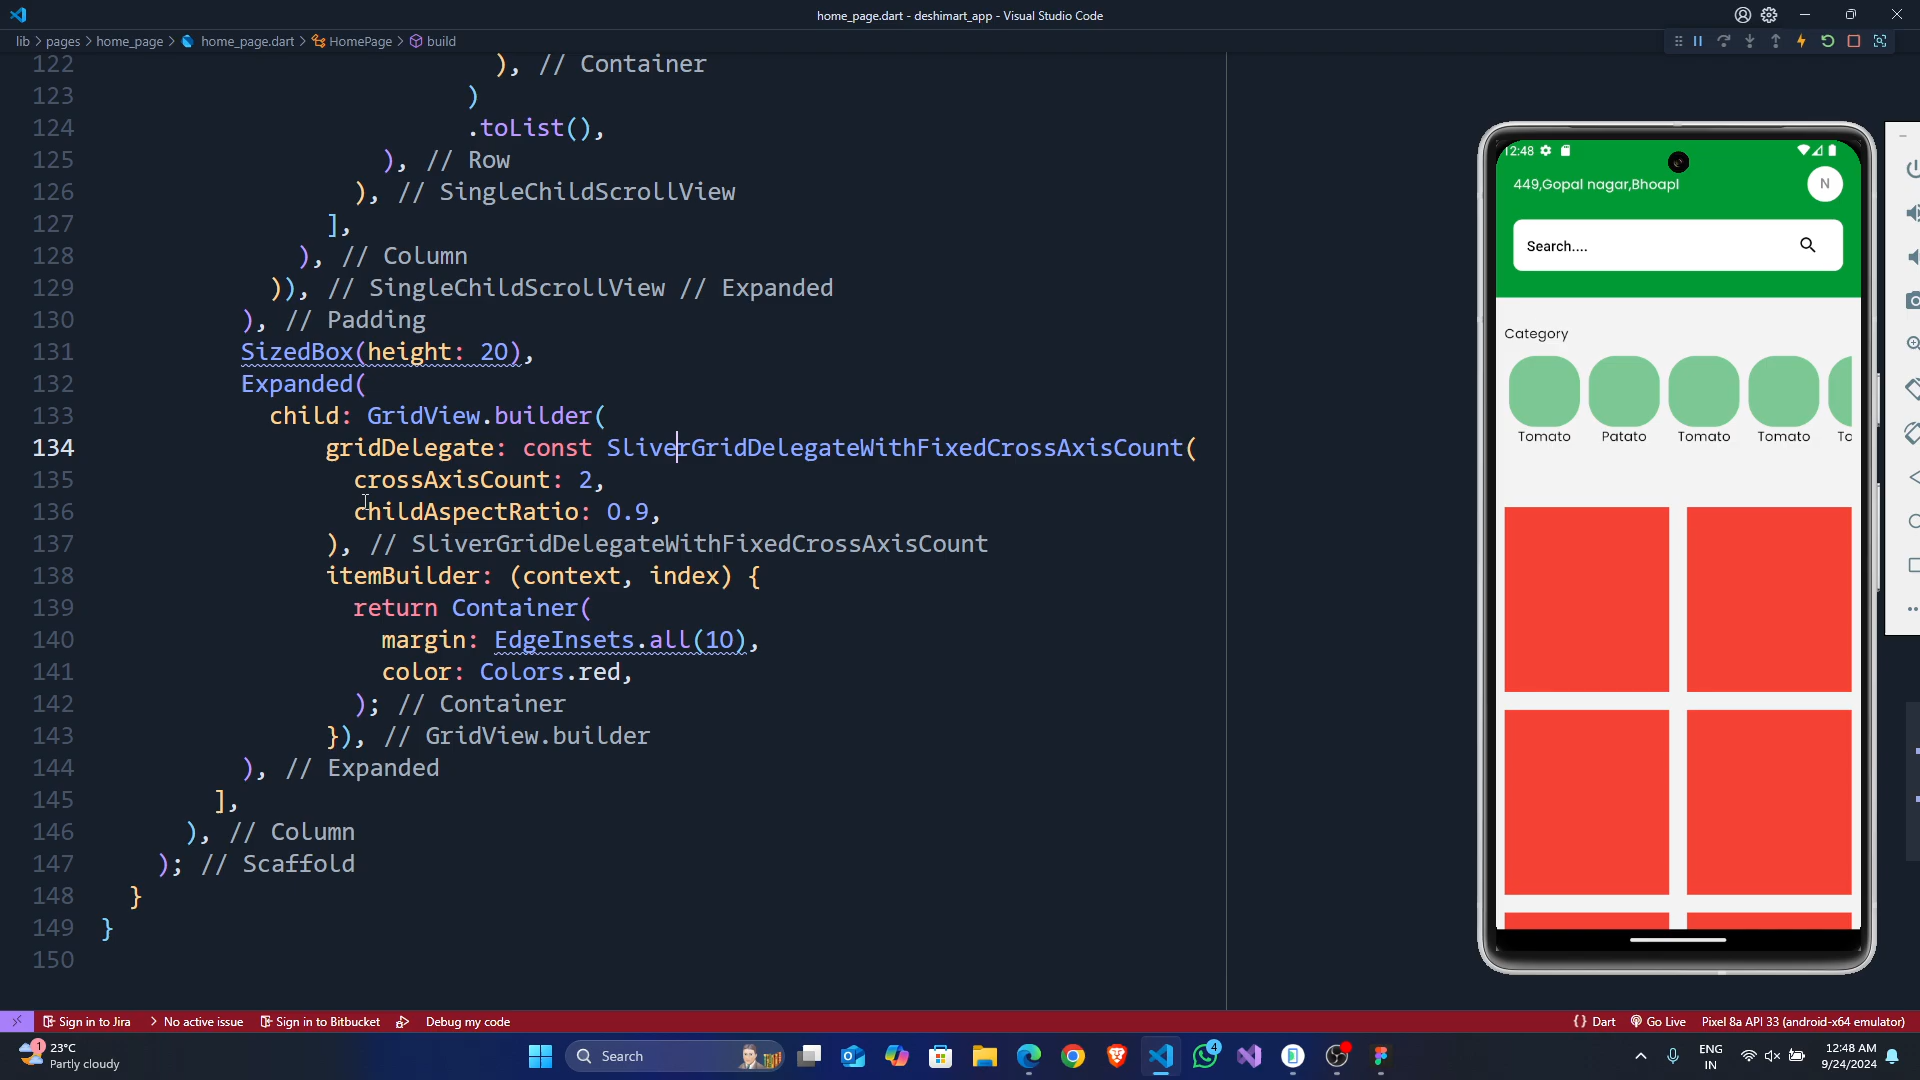 home_page.dart - deshimart_app - Visual Studio Code
lib > pages > home_page > home_page.dart > HomePage > build
122 ), // Container
123 )
124 .toList(),
125 ), // Row
126 ), // SingleChildScrollView
127 ],
128 ), // Column
129 )), // SingleChildScrollView // Expanded
130 ), // Padding
131 SizedBox(height: 20),
132 Expanded(
133 child: GridView.builder(
134 gridDelegate: const SliverGridDelegateWithFixedCrossAxisCount(
135 crossAxisCount: 2,
136 childAspectRatio: 0.9,
137 ), // SliverGridDelegateWithFixedCrossAxisCount
138 itemBuilder: (context, index) {
139 return Container(
140 margin: EdgeInsets.all(10),
141 color: Colors.red,
142 ); // Container
143 }), // GridView.builder
144 ), // Expanded
145 ],
146 ), // Column
147 ); // Scaffold
148 }
149 }
150
12:48
449,Gopal nagar,Bhoapl
N
Search....
Category
Tomato Patato Tomato Tomato To
Sign in to Jira > No active issue Sign in to Bitbucket Debug my code
{} Dart Go Live Pixel 8a API 33 (android-x64 emulator)
1
23°C
Partly cloudy
Search
4
ENG
IN
12:48 AM
9/24/2024